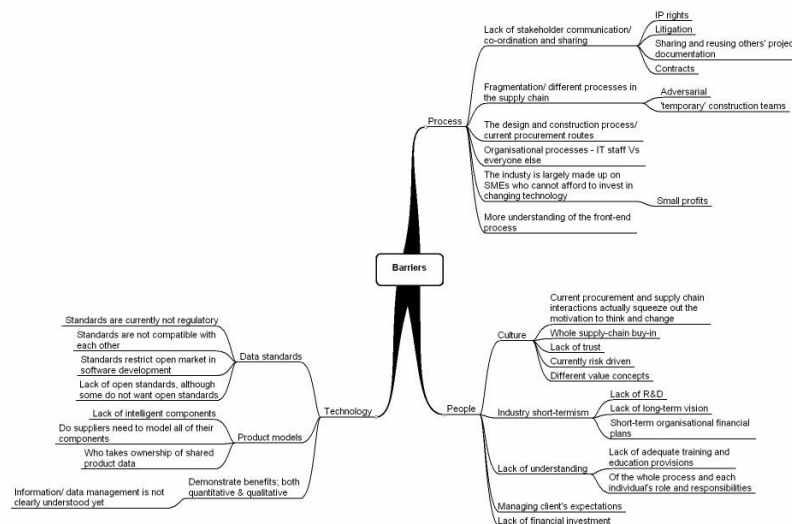 Barriers
Process
Lack of stakeholder communication/
co-ordination and sharing
IP rights
Litigation
Sharing and reusing others' project
documentation
Contracts
Fragmentation/ different processes in
the supply chain
Adversarial
'temporary' construction teams
The design and construction process/
current procurement routes
Organisational processes - IT staff Vs
everyone else
The industy is largely made up on
SMEs who cannot afford to invest in
changing technology
Small profits
More understanding of the front-end
process
People
Culture
Current procurement and supply chain
interactions actually squeeze out the
motivation to think and change
Whole supply-chain buy-in
Lack of trust
Currently risk driven
Different value concepts
Industry short-termism
Lack of R&D
Lack of long-term vision
Short-term organisational financial
plans
Lack of understanding
Lack of adequate training and
education provisions
Of the whole process and each
individual's role and responsibilities
Managing client's expectations
Lack of financial investment
Technology
Data standards
Standards are currently not regulatory
Standards are not compatible with
each other
Standards restrict open market in
software development
Lack of open standards, although
some do not want open standards
Product models
Lack of intelligent components
Do suppliers need to model all of their
components
Who takes ownership of shared
product data
Demonstrate benefits; both
quantitative & qualitative
Information/ data management is not
clearly understood yet